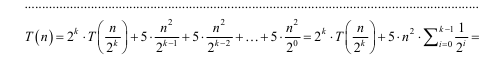 ................................................................................................................................
T(n) = 2^k · T(n/2^k) + 5 · n^2/2^{k−1} + 5 · n^2/2^{k−2} + … + 5 · n^2/2^0 = 2^k · T(n/2^k) + 5 · n^2 · ∑_{i=0}^{k−1} 1/2^i =